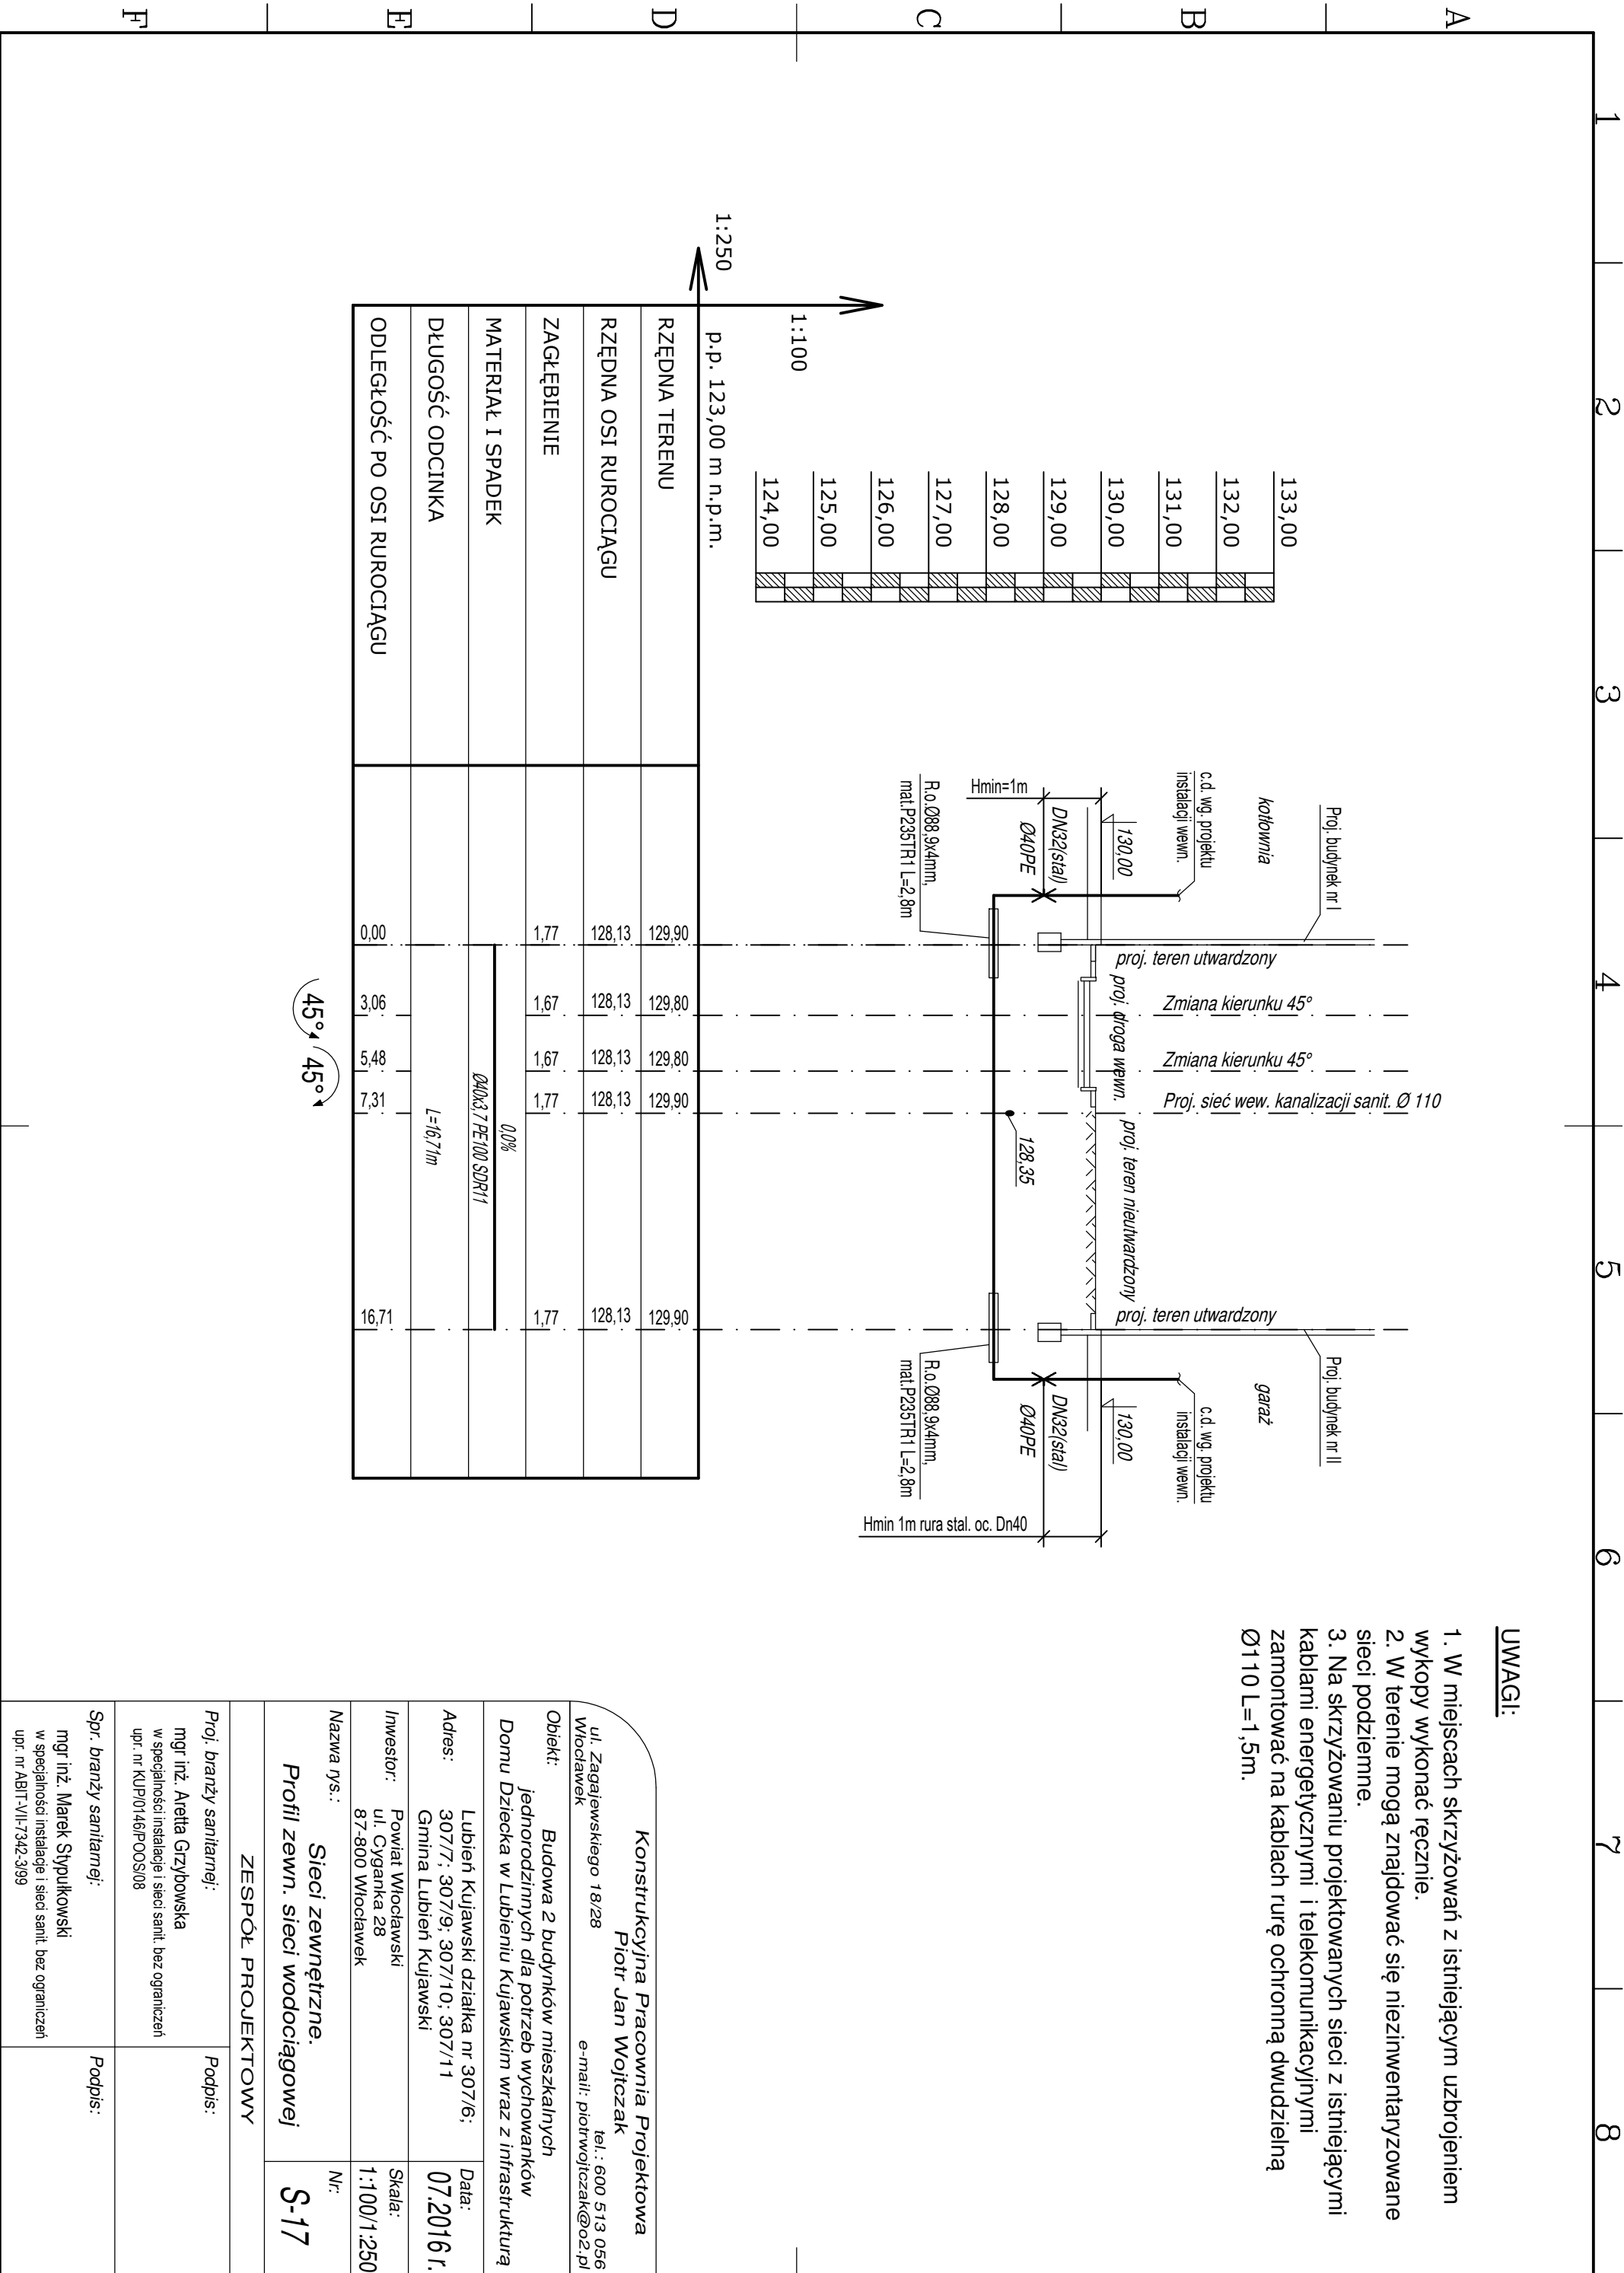 1
2
3
4
5
6
7
8
A
B
C
D
E
F
UWAGI:
1. W miejscach skrzyżowań z istniejącym uzbrojeniem
wykopy wykonać ręcznie.
2. W terenie mogą znajdować się niezinwentaryzowane
sieci podziemne.
3. Na skrzyżowaniu projektowanych sieci z istniejącymi
kablami energetycznymi i telekomunikacyjnymi
zamontować na kablach rurę ochronną dwudzielną
Ø110 L=1,5m.
133,00
132,00
131,00
130,00
129,00
128,00
127,00
126,00
125,00
124,00
1:100
1:250
p.p. 123,00 m n.p.m.
Proj. budynek nr I
kotłownia
c.d. wg. projektu
instalacji wewn.
130,00
DN32(stal)
Ø40PE
Hmin=1m
R.o.Ø88,9x4mm,
mat.P235TR1 L=2,8m
proj. teren utwardzony
Zmiana kierunku 45°
proj. droga wewn.
Zmiana kierunku 45°
Proj. sieć wew. kanalizacji sanit. Ø 110
128,35
proj. teren nieutwardzony
proj. teren utwardzony
Proj. budynek nr II
garaż
c.d. wg. projektu
instalacji wewn.
130,00
DN32(stal)
Ø40PE
R.o.Ø88,9x4mm,
mat.P235TR1 L=2,8m
Hmin 1m rura stal. oc. Dn40
RZĘDNA TERENU 129,90 129,80 129,80 129,90 129,90
RZĘDNA OSI RUROCIĄGU 128,13 128,13 128,13 128,13 128,13
ZAGŁĘBIENIE 1,77 1,67 1,67 1,77 1,77
MATERIAŁ I SPADEK
0,0%
Ø40x3,7 PE100 SDR11
DŁUGOŚĆ ODCINKA L=16,71m
ODLEGŁOŚĆ PO OSI RUROCIĄGU 0,00 3,06 5,48 7,31 16,71
45° 45°
Konstrukcyjna Pracownia Projektowa
Piotr Jan Wojtczak
ul. Zagajewskiego 18/28 tel.: 600 513 056
Włocławek e-mail: piotrwojtczak@o2.pl
Obiekt: Budowa 2 budynków mieszkalnych
jednorodzinnych dla potrzeb wychowanków
Domu Dziecka w Lubieniu Kujawskim wraz z infrastrukturą
Adres: Lubień Kujawski działka nr 307/6;
307/7; 307/9; 307/10; 307/11
Gmina Lubień Kujawski
Data:
07.2016 r.
Inwestor: Powiat Włocławski
ul. Cyganka 28
87-800 Włocławek
Skala:
1:100/1:250
Nazwa rys.:
Sieci zewnętrzne.
Profil zewn. sieci wodociągowej
Nr:
S-17
ZESPÓŁ PROJEKTOWY
Proj. branży sanitarnej: Podpis:
mgr inż. Aretta Grzybowska
w specjalności instalacje i sieci sanit. bez ograniczeń
upr. nr KUP/0146/POOS/08
Spr. branży sanitarnej: Podpis:
mgr inż. Marek Stypułkowski
w specjalności instalacje i sieci sanit. bez ograniczeń
upr. nr ABIT-VII-7342-3/99